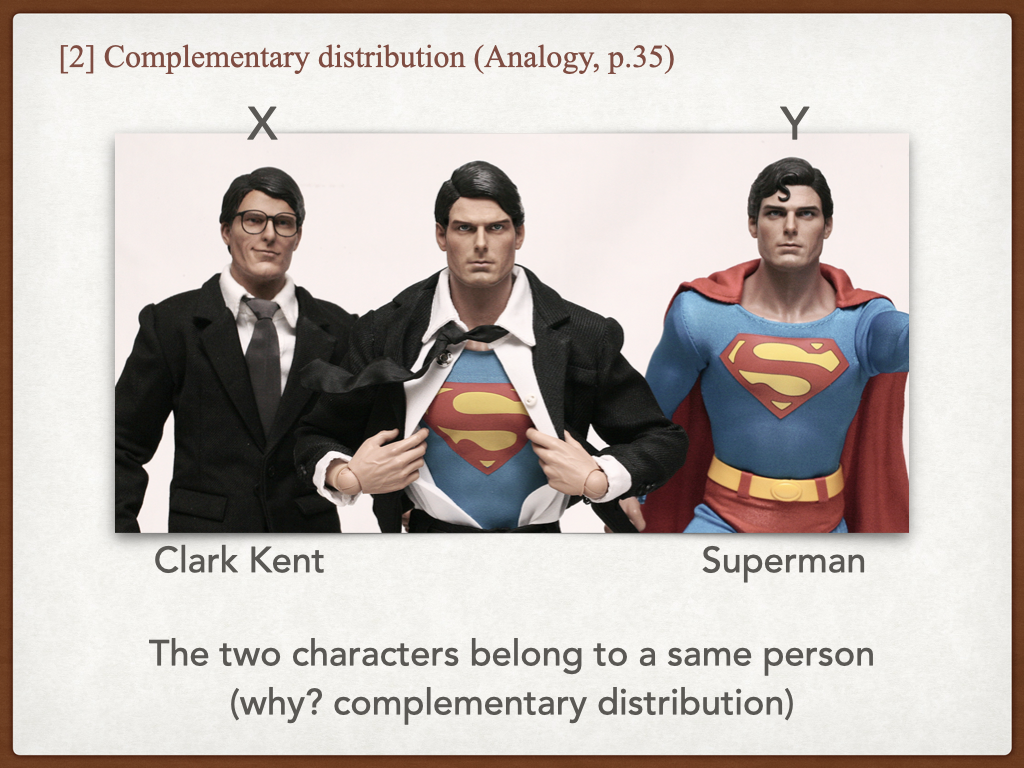 [2] Complementary distribution (Analogy, p.35)
X Y
Clark Kent Superman
The two characters belong to a same person
(why? complementary distribution)